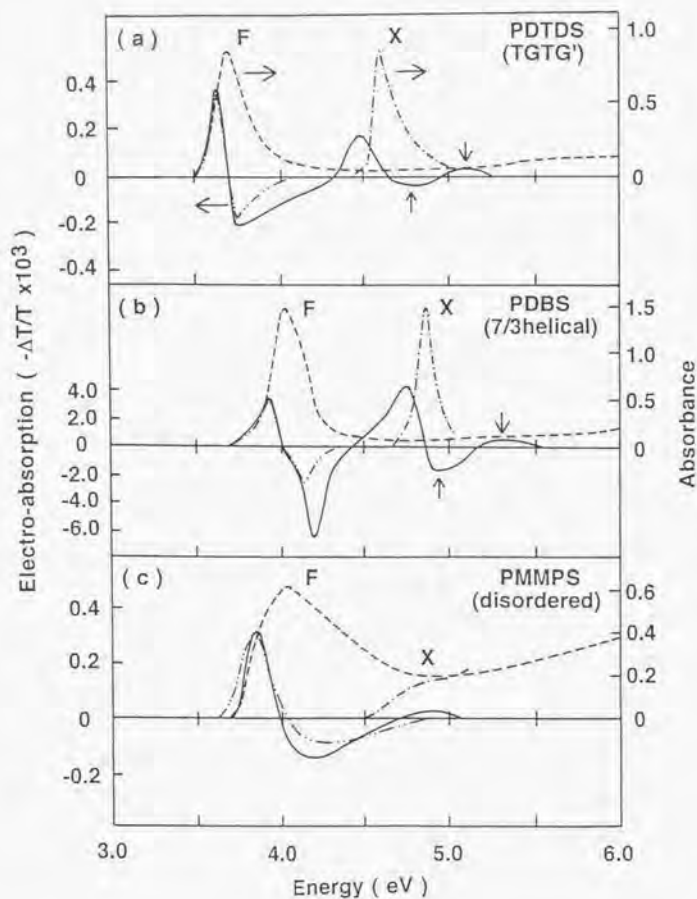 ( a ) F X PDTDS
(TGTG')
0.4
0.2
0
-0.2
-0.4
1.0
0.5
0
( b ) F X PDBS
(7/3helical)
4.0
2.0
0
-2.0
-4.0
-6.0
1.5
1.0
0.5
0
( c ) F X PMMPS
(disordered)
0.4
0.2
0
-0.2
0.6
0.4
0.2
0
3.0 4.0 5.0 6.0
Energy ( eV )
Electro-absorption ( -ΔT/T x10³ )
Absorbance